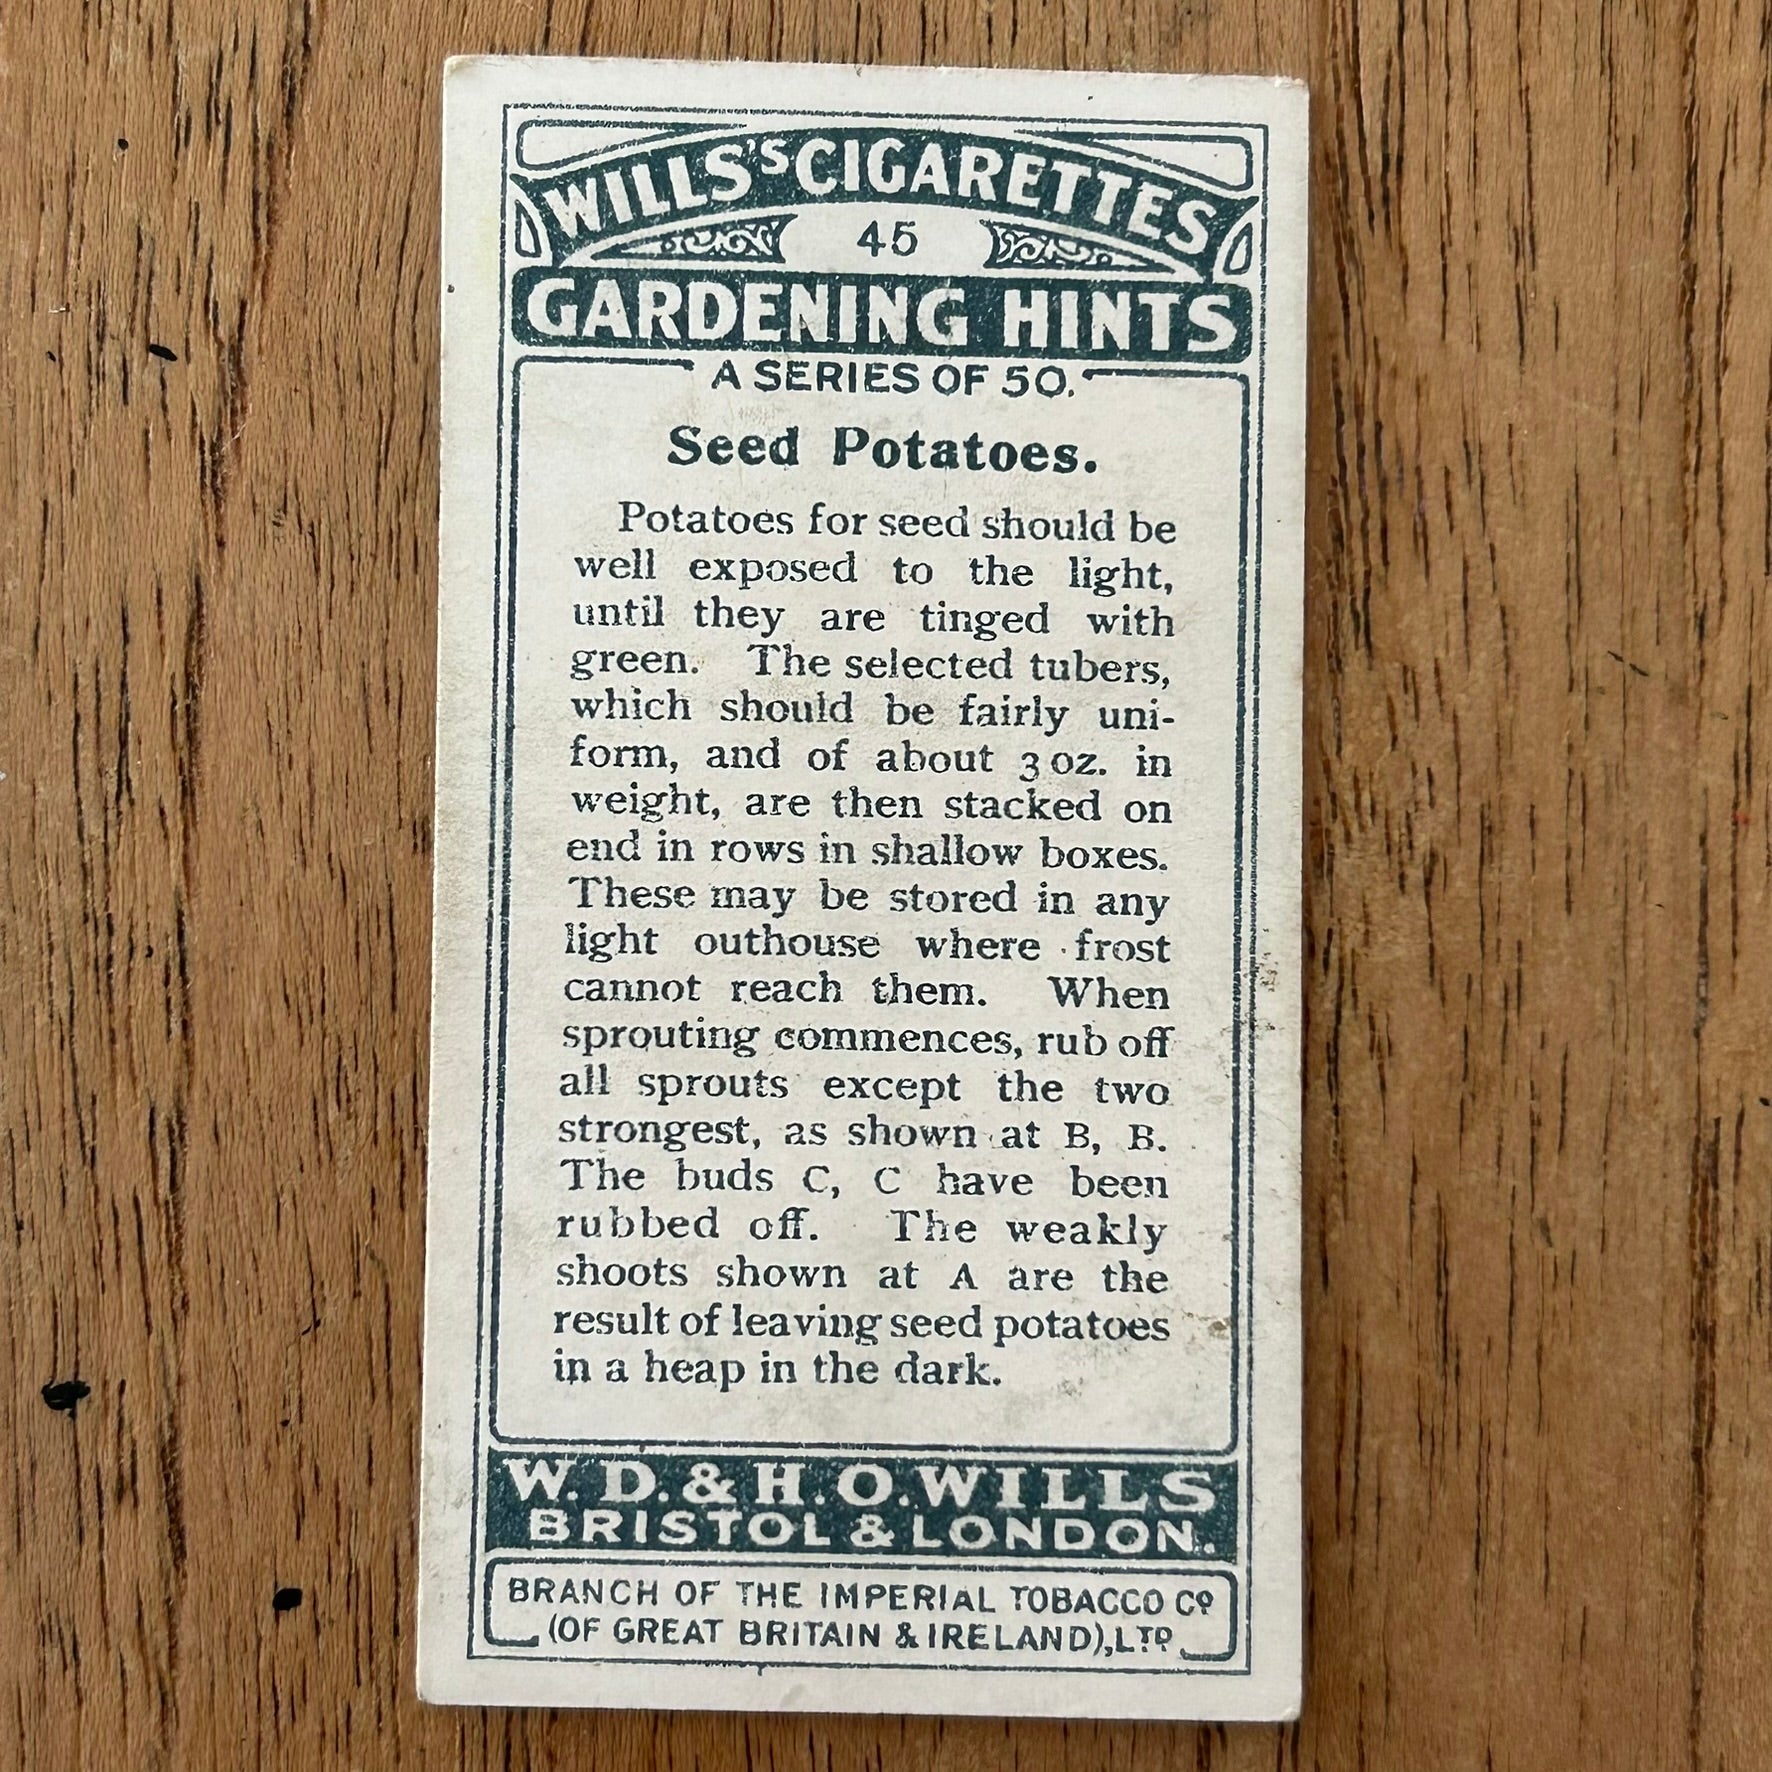 WILLS'S CIGARETTES
45
GARDENING HINTS
A SERIES OF 50.
Seed Potatoes.
Potatoes for seed should be
well exposed to the light,
until they are tinged with
green. The selected tubers,
which should be fairly uni-
form, and of about 3 oz. in
weight, are then stacked on
end in rows in shallow boxes.
These may be stored in any
light outhouse where frost
cannot reach them. When
sprouting commences, rub off
all sprouts except the two
strongest, as shown at B, B.
The buds C, C have been
rubbed off. The weakly
shoots shown at A are the
result of leaving seed potatoes
in a heap in the dark.
W. D. & H. O. WILLS
BRISTOL & LONDON.
BRANCH OF THE IMPERIAL TOBACCO Cº
(OF GREAT BRITAIN & IRELAND), LTD.